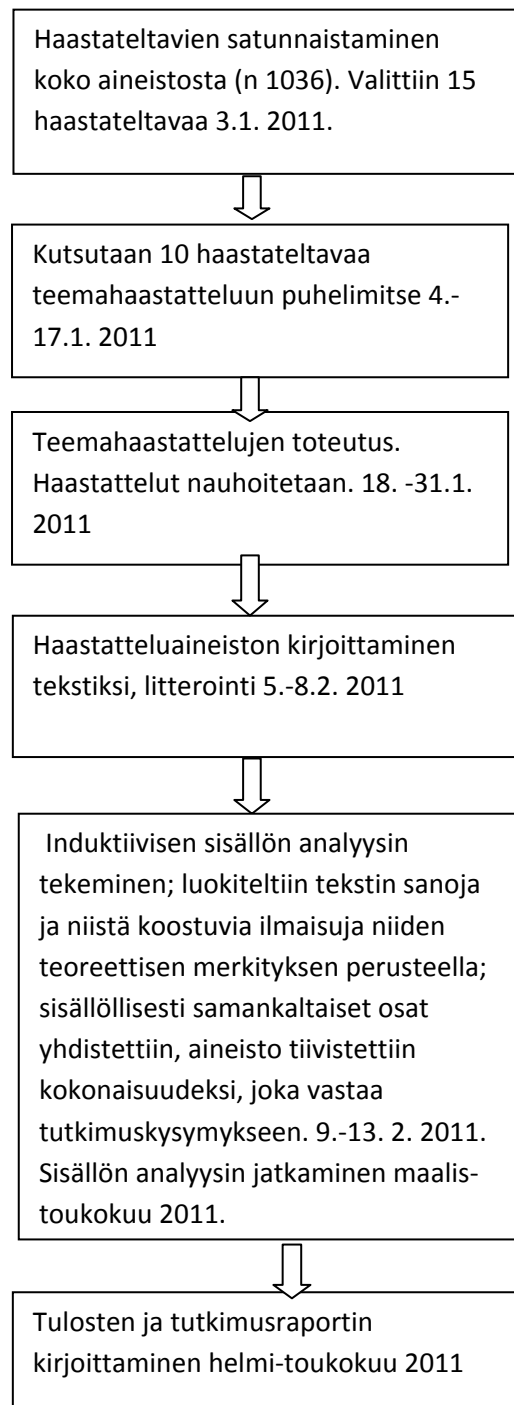 Haastateltavien satunnaistaminen
koko aineistosta (n 1036). Valittiin 15
haastateltavaa 3.1. 2011.
Kutsutaan 10 haastateltavaa
teemahaastatteluun puhelimitse 4.-
17.1. 2011
Teemahaastattelujen toteutus.
Haastattelut nauhoitetaan. 18. -31.1.
2011
Haastatteluaineiston kirjoittaminen
tekstiksi, litterointi 5.-8.2. 2011
Induktiivisen sisällön analyysin
tekeminen; luokiteltiin tekstin sanoja
ja niistä koostuvia ilmaisuja niiden
teoreettisen merkityksen perusteella;
sisällöllisesti samankaltaiset osat
yhdistettiin, aineisto tiivistettiin
kokonaisuudeksi, joka vastaa
tutkimuskysymykseen. 9.-13. 2. 2011.
Sisällön analyysin jatkaminen maalis-
toukokuu 2011.
Tulosten ja tutkimusraportin
kirjoittaminen helmi-toukokuu 2011